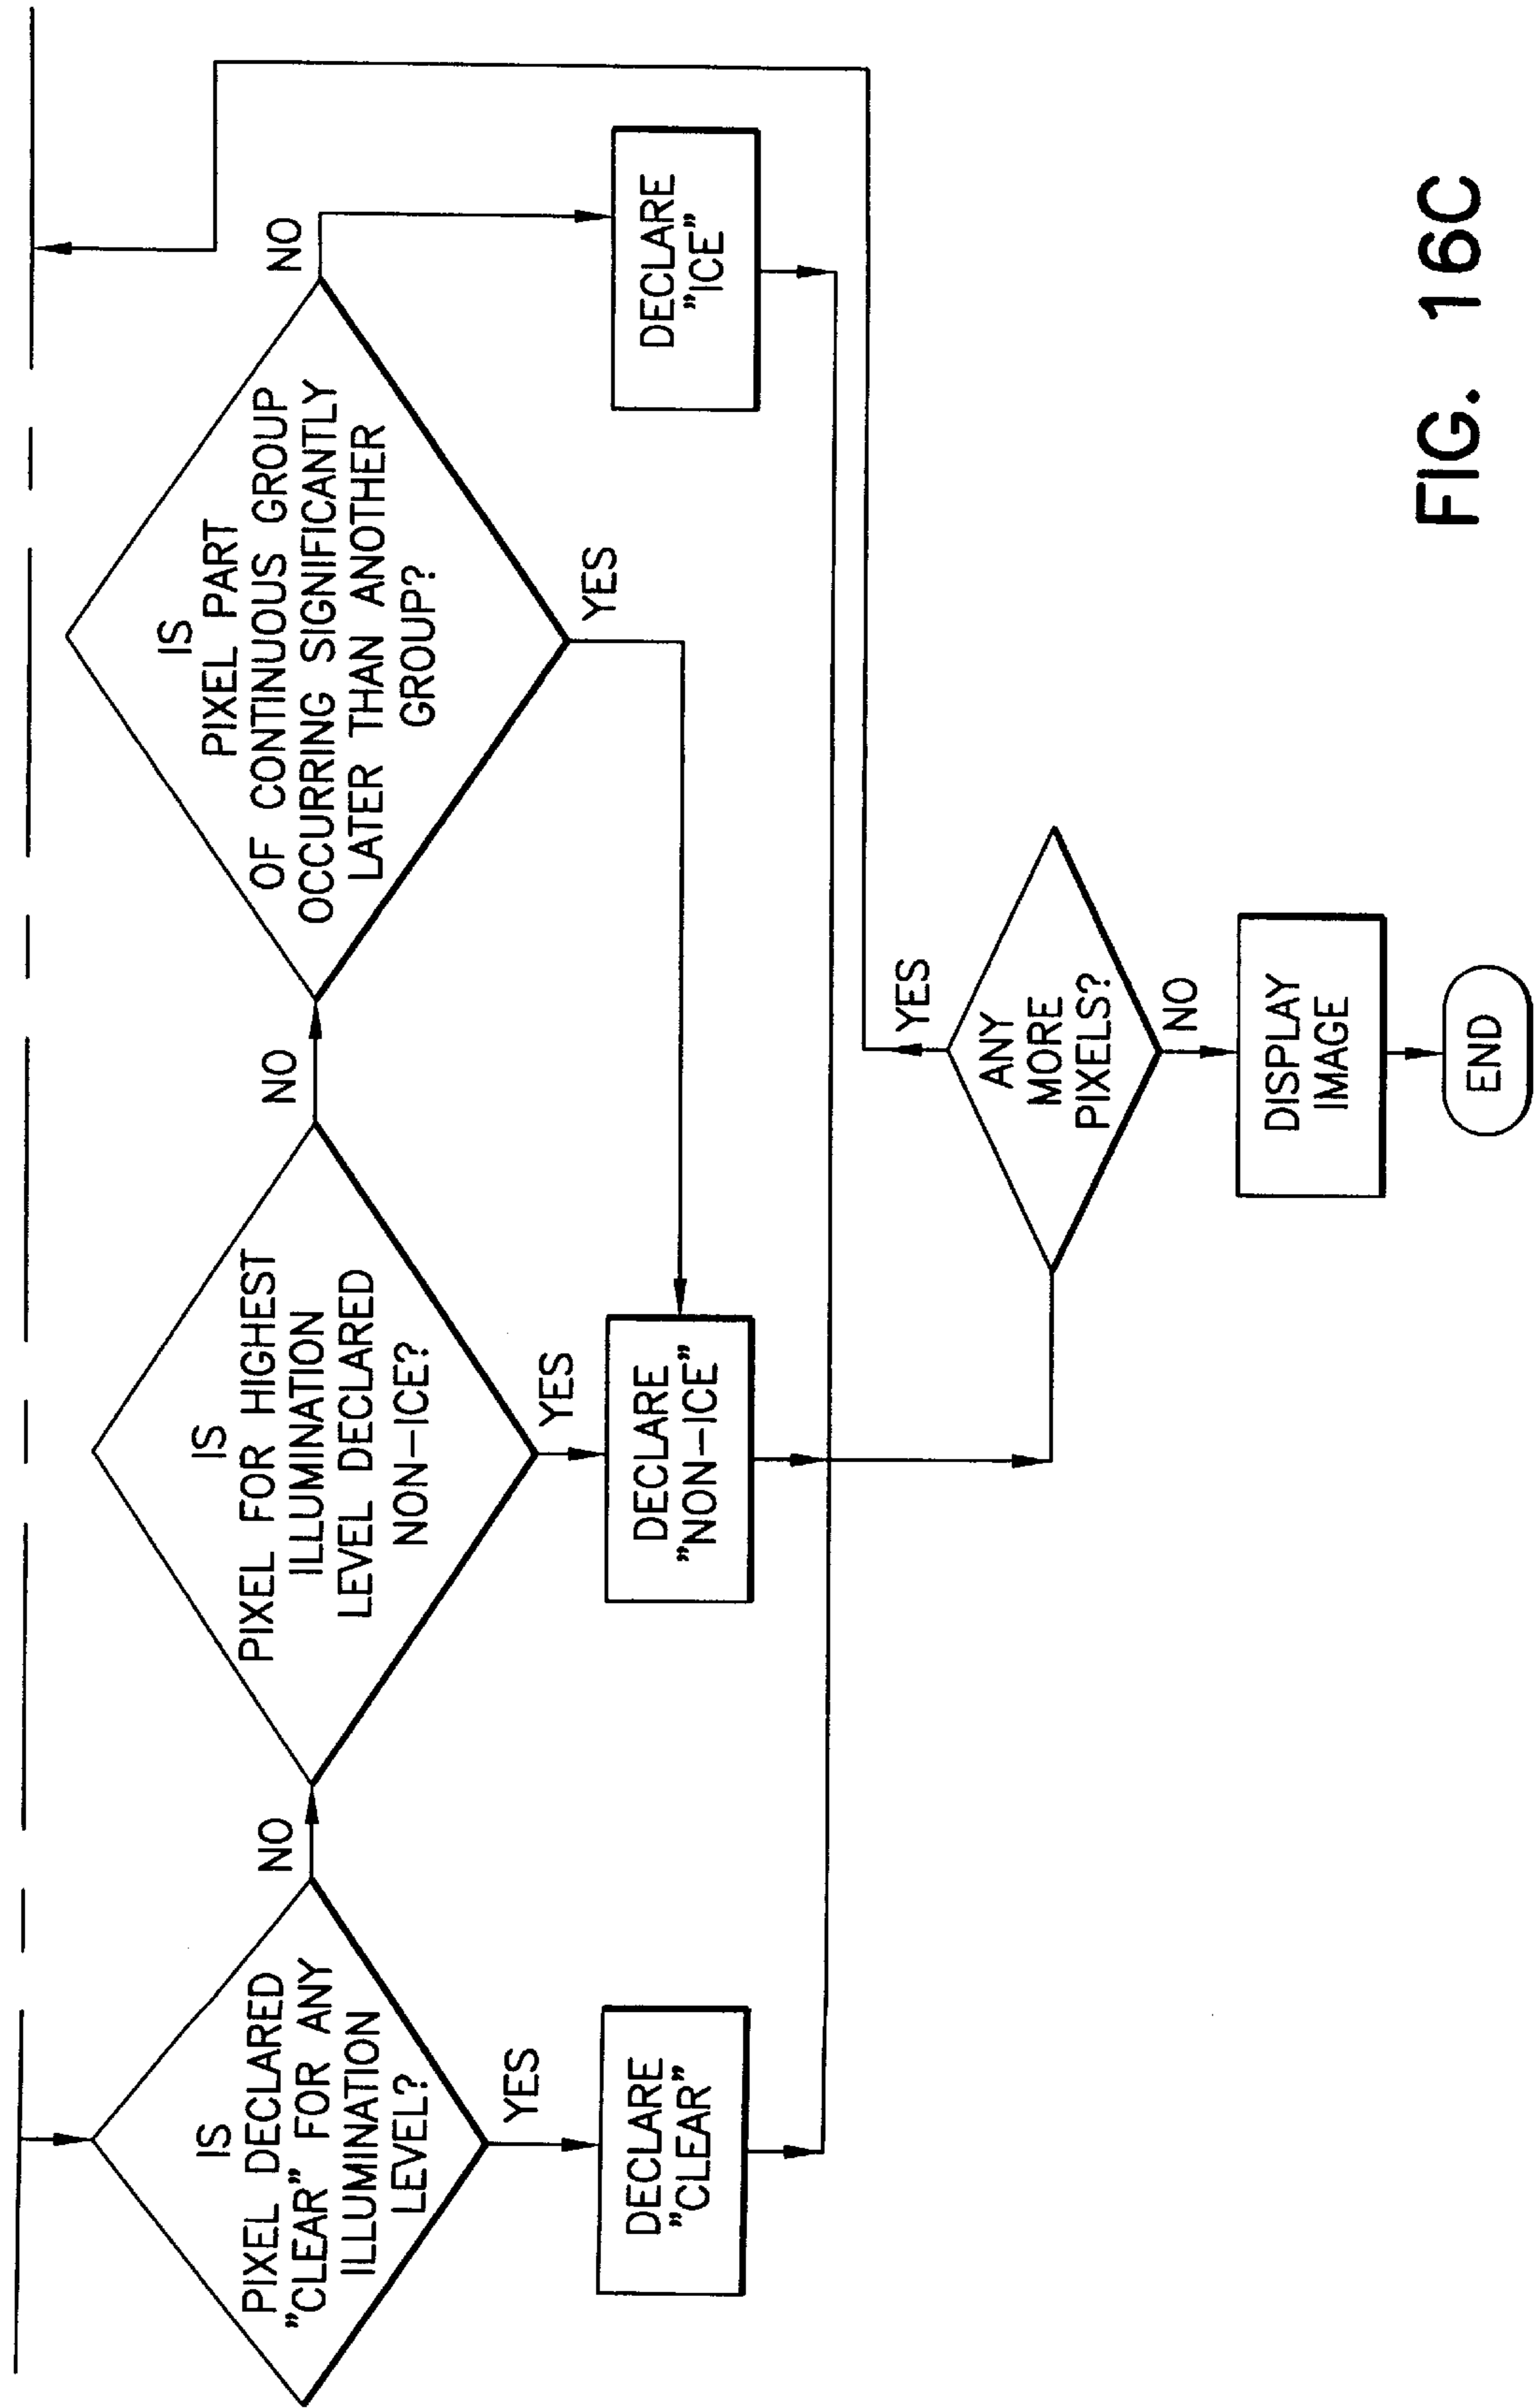 IS
PIXEL DECLARED
"CLEAR" FOR ANY
ILLUMINATION
LEVEL?
NO
YES
DECLARE
"CLEAR"
IS
PIXEL FOR HIGHEST
ILLUMINATION
LEVEL DECLARED
NON-ICE?
NO
YES
DECLARE
"NON-ICE"
IS
PIXEL PART
OF CONTINUOUS GROUP
OCCURRING SIGNIFICANTLY
LATER THAN ANOTHER
GROUP?
NO
YES
DECLARE
"ICE"
ANY
MORE
PIXELS?
YES
NO
DISPLAY
IMAGE
END
FIG. 16C